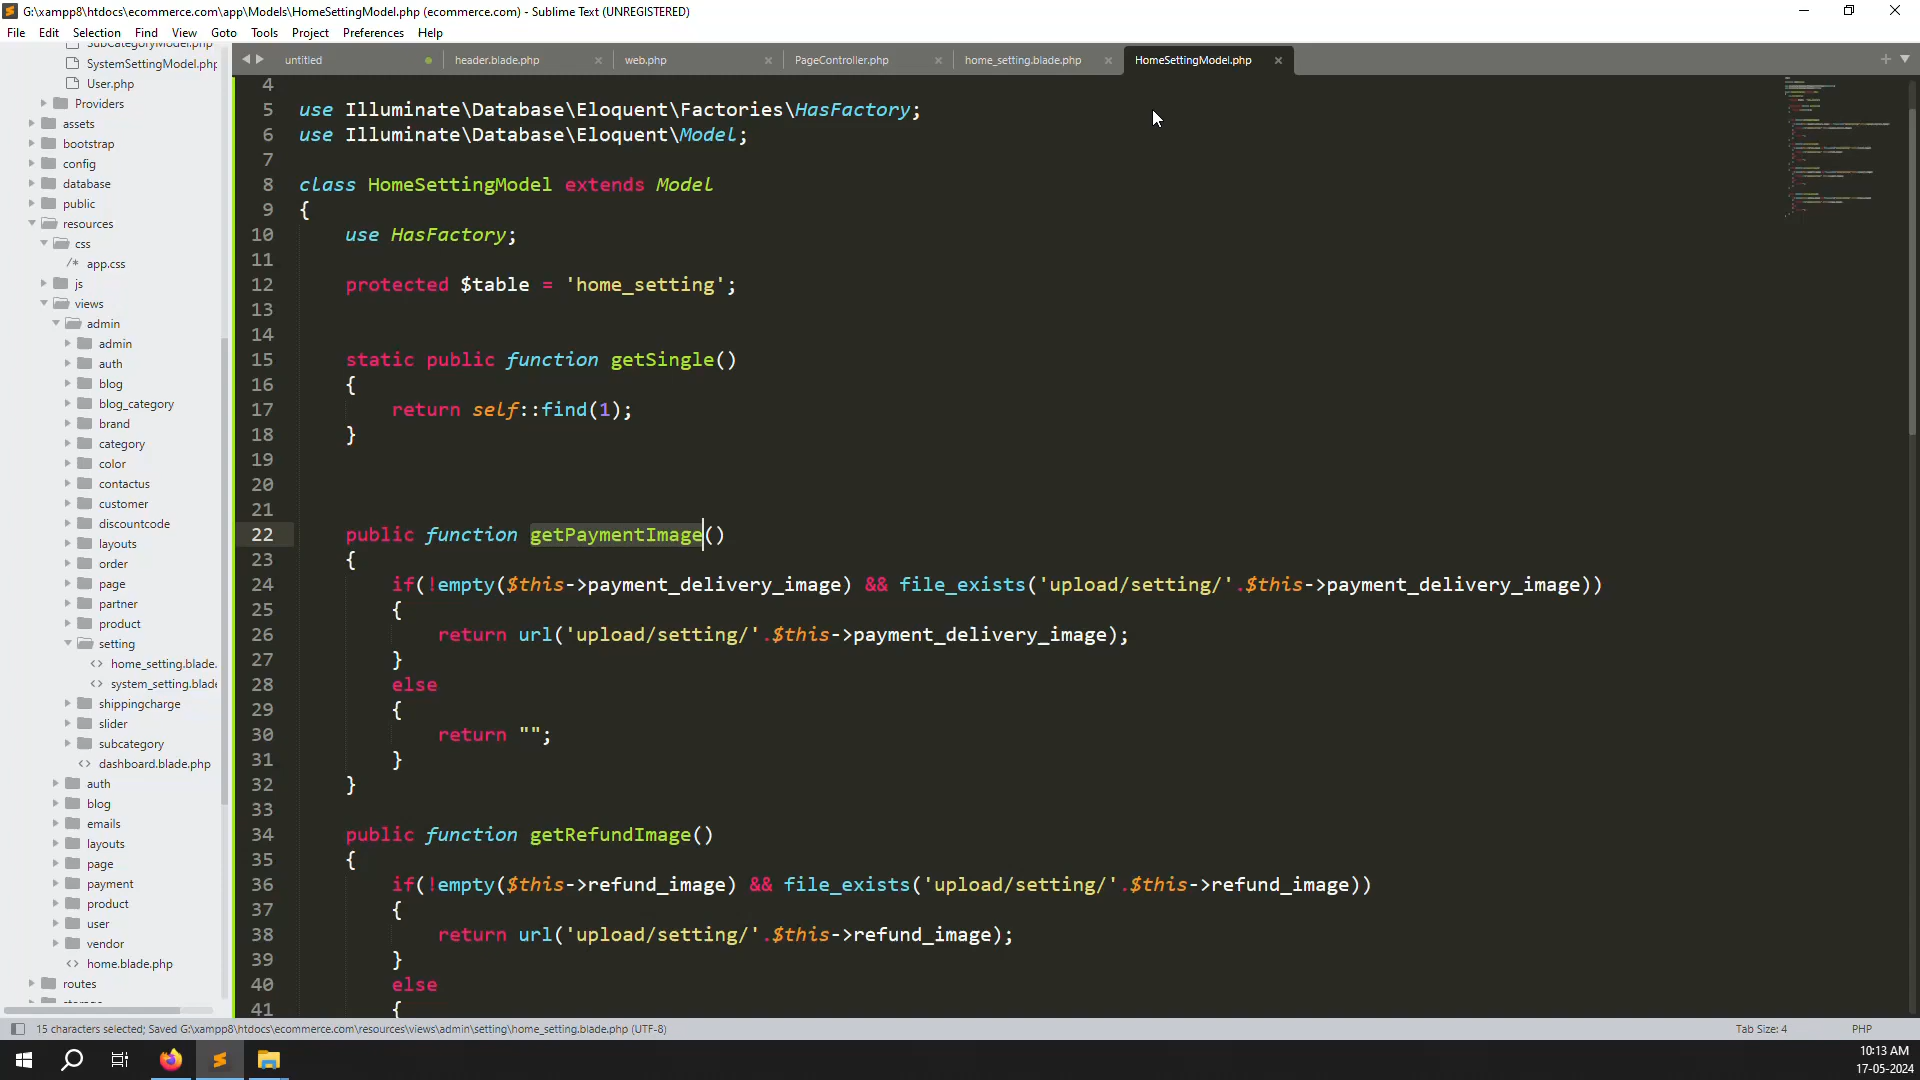 G:\xampp8\htdocs\ecommerce.com\app\Models\HomeSettingModel.php (ecommerce.com) - Sublime Text (UNREGISTERED)
File Edit Selection Find View Goto Tools Project Preferences Help
untitled header.blade.php web.php PageController.php home_setting.blade.php HomeSettingModel.php
SubCategoryModel.php
SystemSettingModel.php
User.php
Providers
assets
bootstrap
config
database
public
resources
css
/* app.css
js
views
admin
admin
auth
blog
blog_category
brand
category
color
contactus
customer
discountcode
layouts
order
page
partner
product
setting
<> home_setting.blade.
<> system_setting.blade
shippingcharge
slider
subcategory
<> dashboard.blade.php
auth
blog
emails
layouts
page
payment
product
user
vendor
<> home.blade.php
routes
4
5 use Illuminate\Database\Eloquent\Factories\HasFactory;
6 use Illuminate\Database\Eloquent\Model;
7
8 class HomeSettingModel extends Model
9 {
10 use HasFactory;
11
12 protected $table = 'home_setting';
13
14
15 static public function getSingle()
16 {
17 return self::find(1);
18 }
19
20
21
22 public function getPaymentImage()
23 {
24 if(!empty($this->payment_delivery_image) && file_exists('upload/setting/'.$this->payment_delivery_image))
25 {
26 return url('upload/setting/'.$this->payment_delivery_image);
27 }
28 else
29 {
30 return "";
31 }
32 }
33
34 public function getRefundImage()
35 {
36 if(!empty($this->refund_image) && file_exists('upload/setting/'.$this->refund_image))
37 {
38 return url('upload/setting/'.$this->refund_image);
39 }
40 else
41 {
15 characters selected; Saved G:\xampp8\htdocs\ecommerce.com\resources\views\admin\setting\home_setting.blade.php (UTF-8) Tab Size: 4 PHP
10:13 AM
17-05-2024